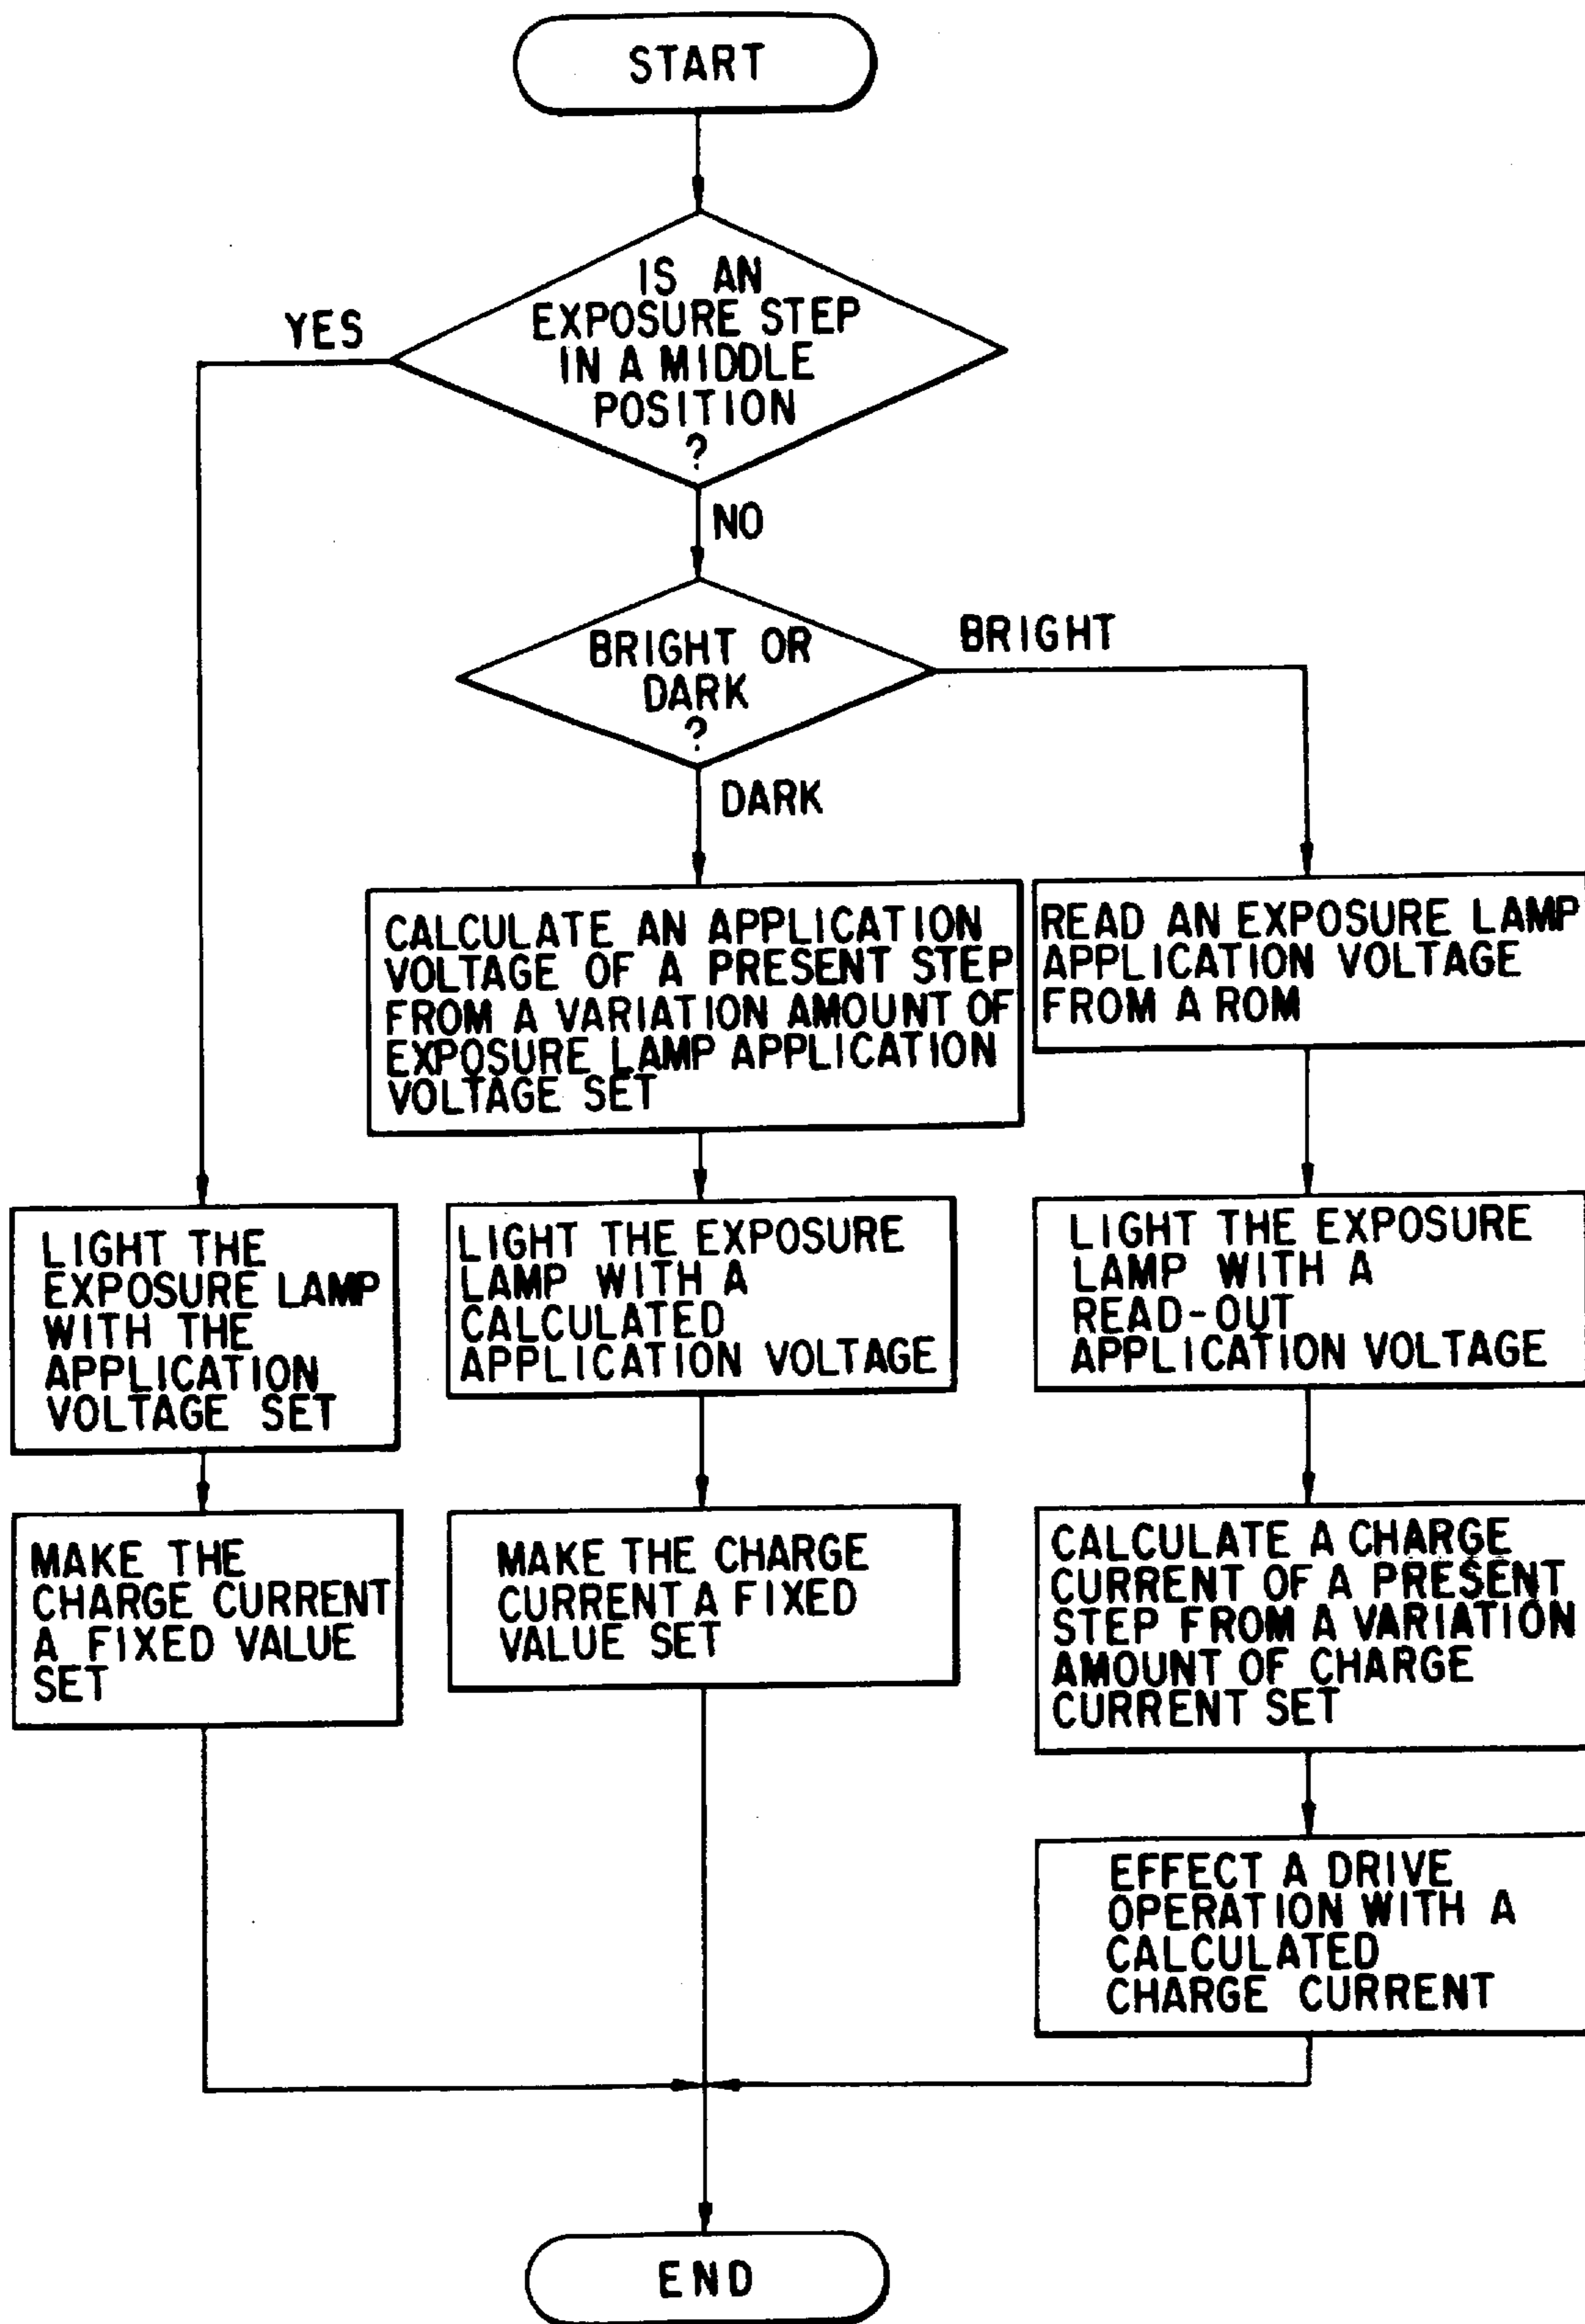 START
IS AN
EXPOSURE STEP
IN A MIDDLE
POSITION
?
YES
NO
BRIGHT OR
DARK
?
BRIGHT
DARK
CALCULATE AN APPLICATION
VOLTAGE OF A PRESENT STEP
FROM A VARIATION AMOUNT OF
EXPOSURE LAMP APPLICATION
VOLTAGE SET
READ AN EXPOSURE LAMP
APPLICATION VOLTAGE
FROM A ROM
LIGHT THE
EXPOSURE LAMP
WITH THE
APPLICATION
VOLTAGE SET
LIGHT THE EXPOSURE
LAMP WITH A
CALCULATED
APPLICATION VOLTAGE
LIGHT THE EXPOSURE
LAMP WITH A
READ-OUT
APPLICATION VOLTAGE
MAKE THE
CHARGE CURRENT
A FIXED VALUE
SET
MAKE THE CHARGE
CURRENT A FIXED
VALUE SET
CALCULATE A CHARGE
CURRENT OF A PRESENT
STEP FROM A VARIATION
AMOUNT OF CHARGE
CURRENT SET
EFFECT A DRIVE
OPERATION WITH A
CALCULATED
CHARGE CURRENT
END